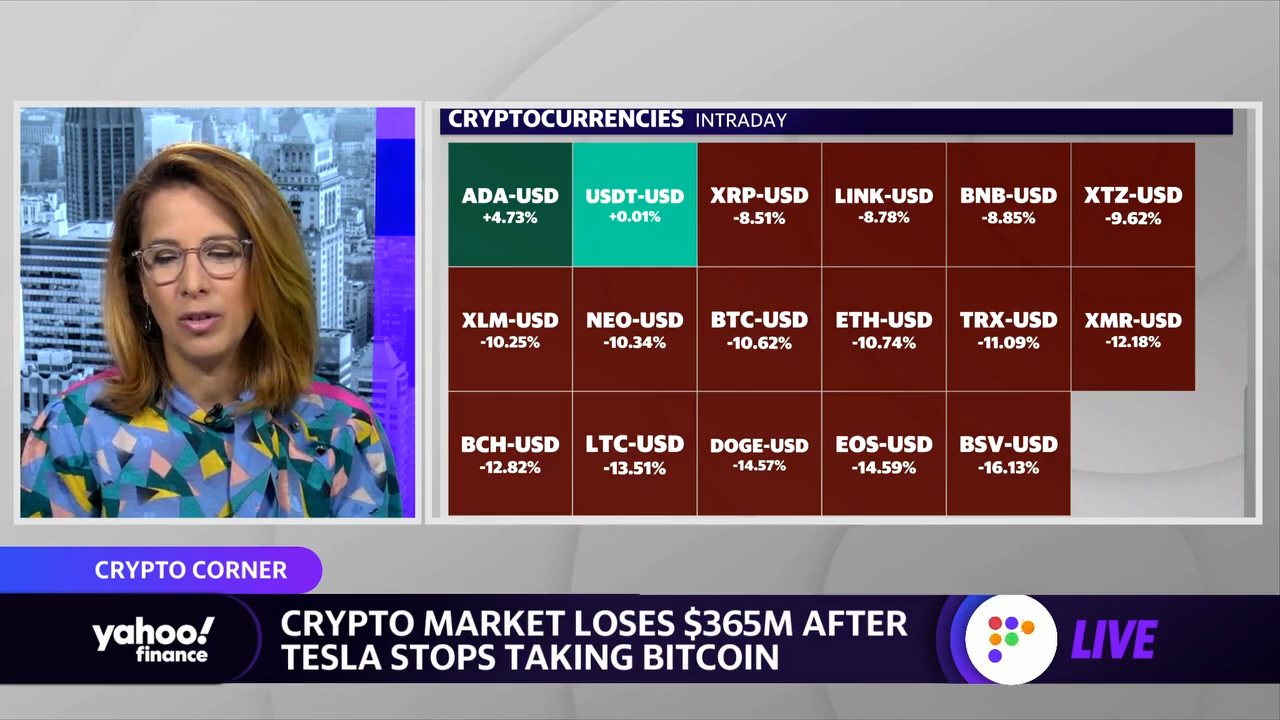 CRYPTOCURRENCIES INTRADAY
ADA-USD USDT-USD XRP-USD LINK-USD BNB-USD XTZ-USD
+4.73% +0.01% -8.51% -8.78% -8.85% -9.62%
XLM-USD NEO-USD BTC-USD ETH-USD TRX-USD XMR-USD
-10.25% -10.34% -10.62% -10.74% -11.09% -12.18%
BCH-USD LTC-USD DOGE-USD EOS-USD BSV-USD
-12.82% -13.51% -14.57% -14.59% -16.13%
CRYPTO CORNER
yahoo!
finance
CRYPTO MARKET LOSES $365M AFTER
TESLA STOPS TAKING BITCOIN
LIVE